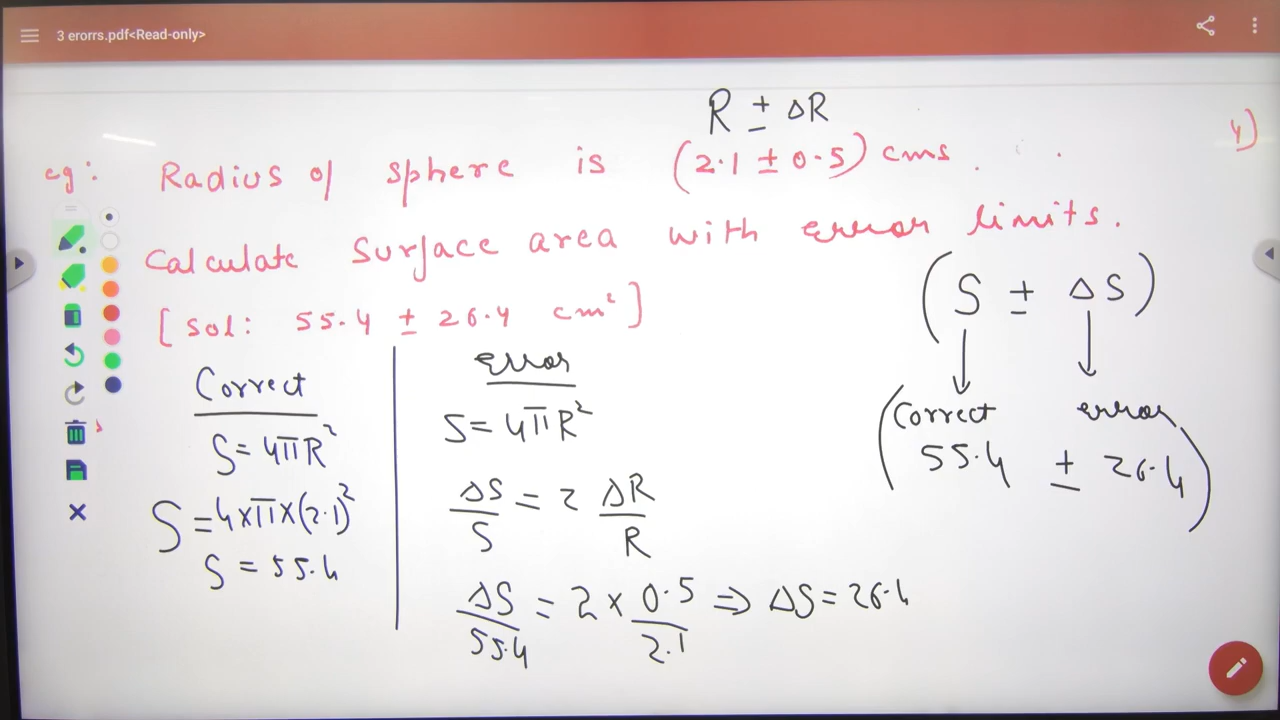 3 erorrs.pdf<Read-only>
R ± ΔR
4)
eg: Radius of sphere is (2.1 ± 0.5) cms.
Calculate surface area with error limits.
[sol: 55.4 ± 26.4 cm²]
(S ± ΔS)
Correct error
(55.4 ± 26.4)
Correct
S = 4πR²
S = 4×π×(2.1)²
S = 55.4
error
S = 4πR²
ΔS/S = 2 ΔR/R
ΔS/55.4 = 2 × 0.5/2.1 ⇒ ΔS = 26.4